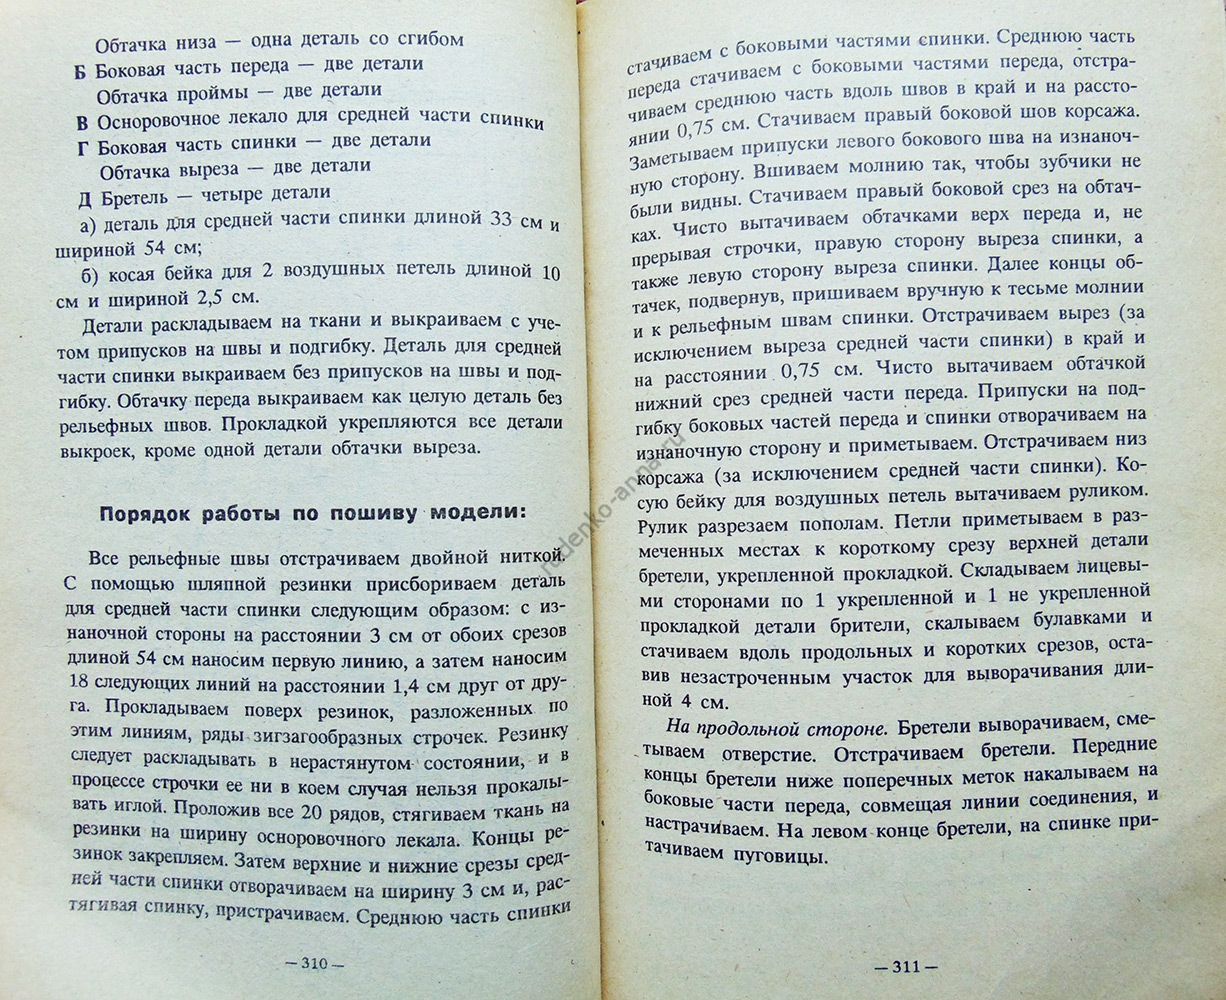 Обтачка низа — одна деталь со сгибом
Б Боковая часть переда — две детали
Обтачка проймы — две детали
В Осноровочное лекало для средней части спинки
Г Боковая часть спинки — две детали
Обтачка выреза — две детали
Д Бретель — четыре детали
а) деталь для средней части спинки длиной 33 см и
шириной 54 см;
б) косая бейка для 2 воздушных петель длиной 10
см и шириной 2,5 см.
Детали раскладываем на ткани и выкраиваем с уче-
том припусков на швы и подгибку. Деталь для средней
части спинки выкраиваем без припусков на швы и под-
гибку. Обтачку переда выкраиваем как целую деталь без
рельефных швов. Прокладкой укрепляются все детали
выкроек, кроме одной детали обтачки выреза.
Порядок работы по пошиву модели:
Все рельефные швы отстрачиваем двойной ниткой.
С помощью шляпной резинки присбориваем деталь
для средней части спинки следующим образом: с из-
наночной стороны на расстоянии 3 см от обоих срезов
длиной 54 см наносим первую линию, а затем наносим
18 следующих линий на расстоянии 1,4 см друг от дру-
га. Прокладываем поверх резинок, разложенных по
этим линиям, ряды зигзагообразных строчек. Резинку
следует раскладывать в нерастянутом состоянии, и в
процессе строчки ее ни в коем случая нельзя прокалы-
вать иглой. Проложив все 20 рядов, стягиваем ткань на
резинки на ширину осноровочного лекала. Концы ре-
зинок закрепляем. Затем верхние и нижние срезы сред-
ней части спинки отворачиваем на ширину 3 см и, рас-
тягивая спинку, пристрачиваем. Среднюю часть спинки
— 310 —
стачиваем с боковыми частями спинки. Среднюю часть
переда стачиваем с боковыми частями переда, отстра-
чиваем среднюю часть вдоль швов в край и на рассто-
янии 0,75 см. Стачиваем правый боковой шов корсажа.
Заметываем припуски левого бокового шва на изнаноч-
ную сторону. Вшиваем молнию так, чтобы зубчики не
были видны. Стачиваем правый боковой срез на обтач-
ках. Чисто вытачиваем обтачками верх переда и, не
прерывая строчки, правую сторону выреза спинки, а
также левую сторону выреза спинки. Далее концы об-
тачек, подвернув, пришиваем вручную к тесьме молнии
и к рельефным швам спинки. Отстрачиваем вырез (за
исключением выреза средней части спинки) в край и
на расстоянии 0,75 см. Чисто вытачиваем обтачкой
нижний срез средней части переда. Припуски на под-
гибку боковых частей переда и спинки отворачиваем на
изнаночную сторону и приметываем. Отстрачиваем низ
корсажа (за исключением средней части спинки). Ко-
сую бейку для воздушных петель вытачиваем руликом.
Рулик разрезаем пополам. Петли приметываем в раз-
меченных местах к короткому срезу верхней детали
бретели, укрепленной прокладкой. Складываем лицевы-
ми сторонами по 1 укрепленной и 1 не укрепленной
прокладкой детали брители, скалываем булавками и
стачиваем вдоль продольных и коротких срезов, оста-
вив незастроченным участок для выворачивания дли-
ной 4 см.
На продольной стороне. Бретели выворачиваем, сме-
тываем отверстие. Отстрачиваем бретели. Передние
концы бретели ниже поперечных меток накалываем на
боковые части переда, совмещая линии соединения, и
настрачиваем. На левом конце бретели, на спинке при-
тачиваем пуговицы.
— 311 —
rudenko-anna.ru